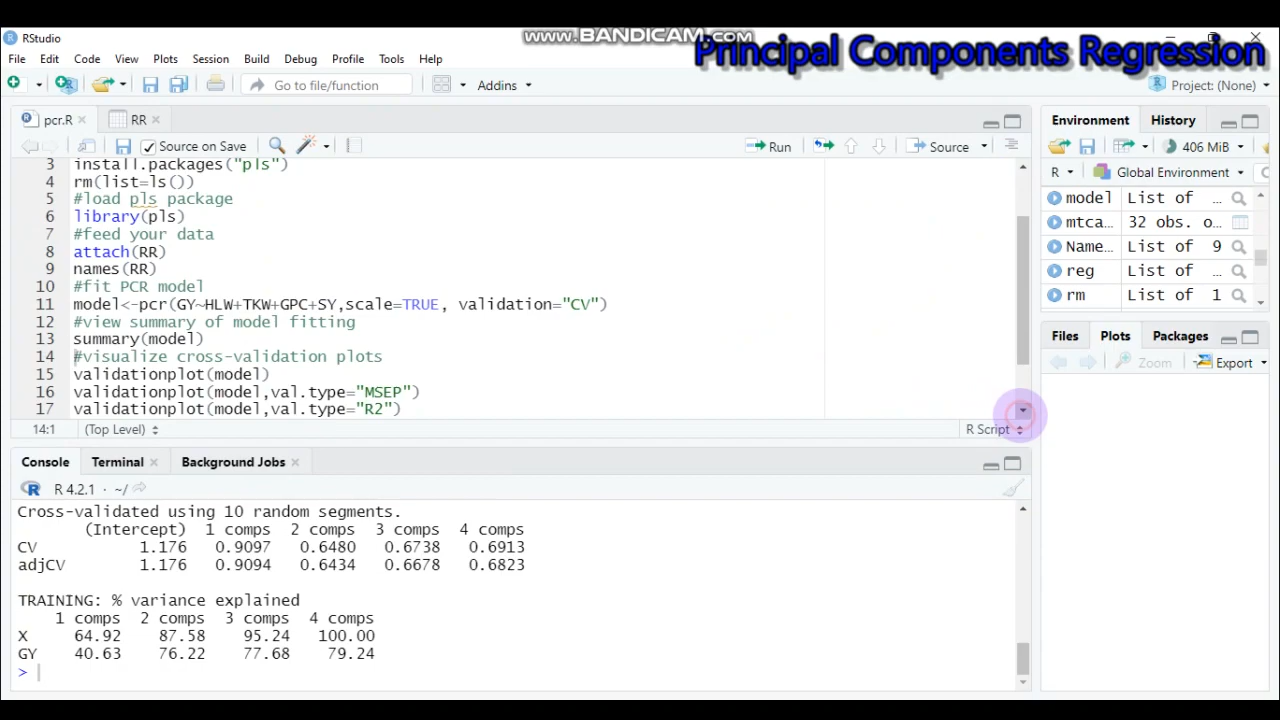 WWW.BANDICAM.COM
RStudio
Principal Components Regression
File Edit Code View Plots Session Build Debug Profile Tools Help
Go to file/function Addins Project: (None)
pcr.R RR
Source on Save Run Source
3 install.packages("pls")
4 rm(list=ls())
5 #load pls package
6 library(pls)
7 #feed your data
8 attach(RR)
9 names(RR)
10 #fit PCR model
11 model<-pcr(GY~HLW+TKW+GPC+SY,scale=TRUE, validation="CV")
12 #view summary of model fitting
13 summary(model)
14 #visualize cross-validation plots
15 validationplot(model)
16 validationplot(model,val.type="MSEP")
17 validationplot(model,val.type="R2")
14:1 (Top Level) R Script
Console Terminal Background Jobs
R 4.2.1 · ~/
Cross-validated using 10 random segments.
(Intercept) 1 comps 2 comps 3 comps 4 comps
CV 1.176 0.9097 0.6480 0.6738 0.6913
adjCV 1.176 0.9094 0.6434 0.6678 0.6823
TRAINING: % variance explained
1 comps 2 comps 3 comps 4 comps
X 64.92 87.58 95.24 100.00
GY 40.63 76.22 77.68 79.24
>
Environment History
406 MiB
R Global Environment
model List of ...
mtca... 32 obs. o...
Name... List of 9
reg List of ...
rm List of 1
Files Plots Packages
Zoom Export